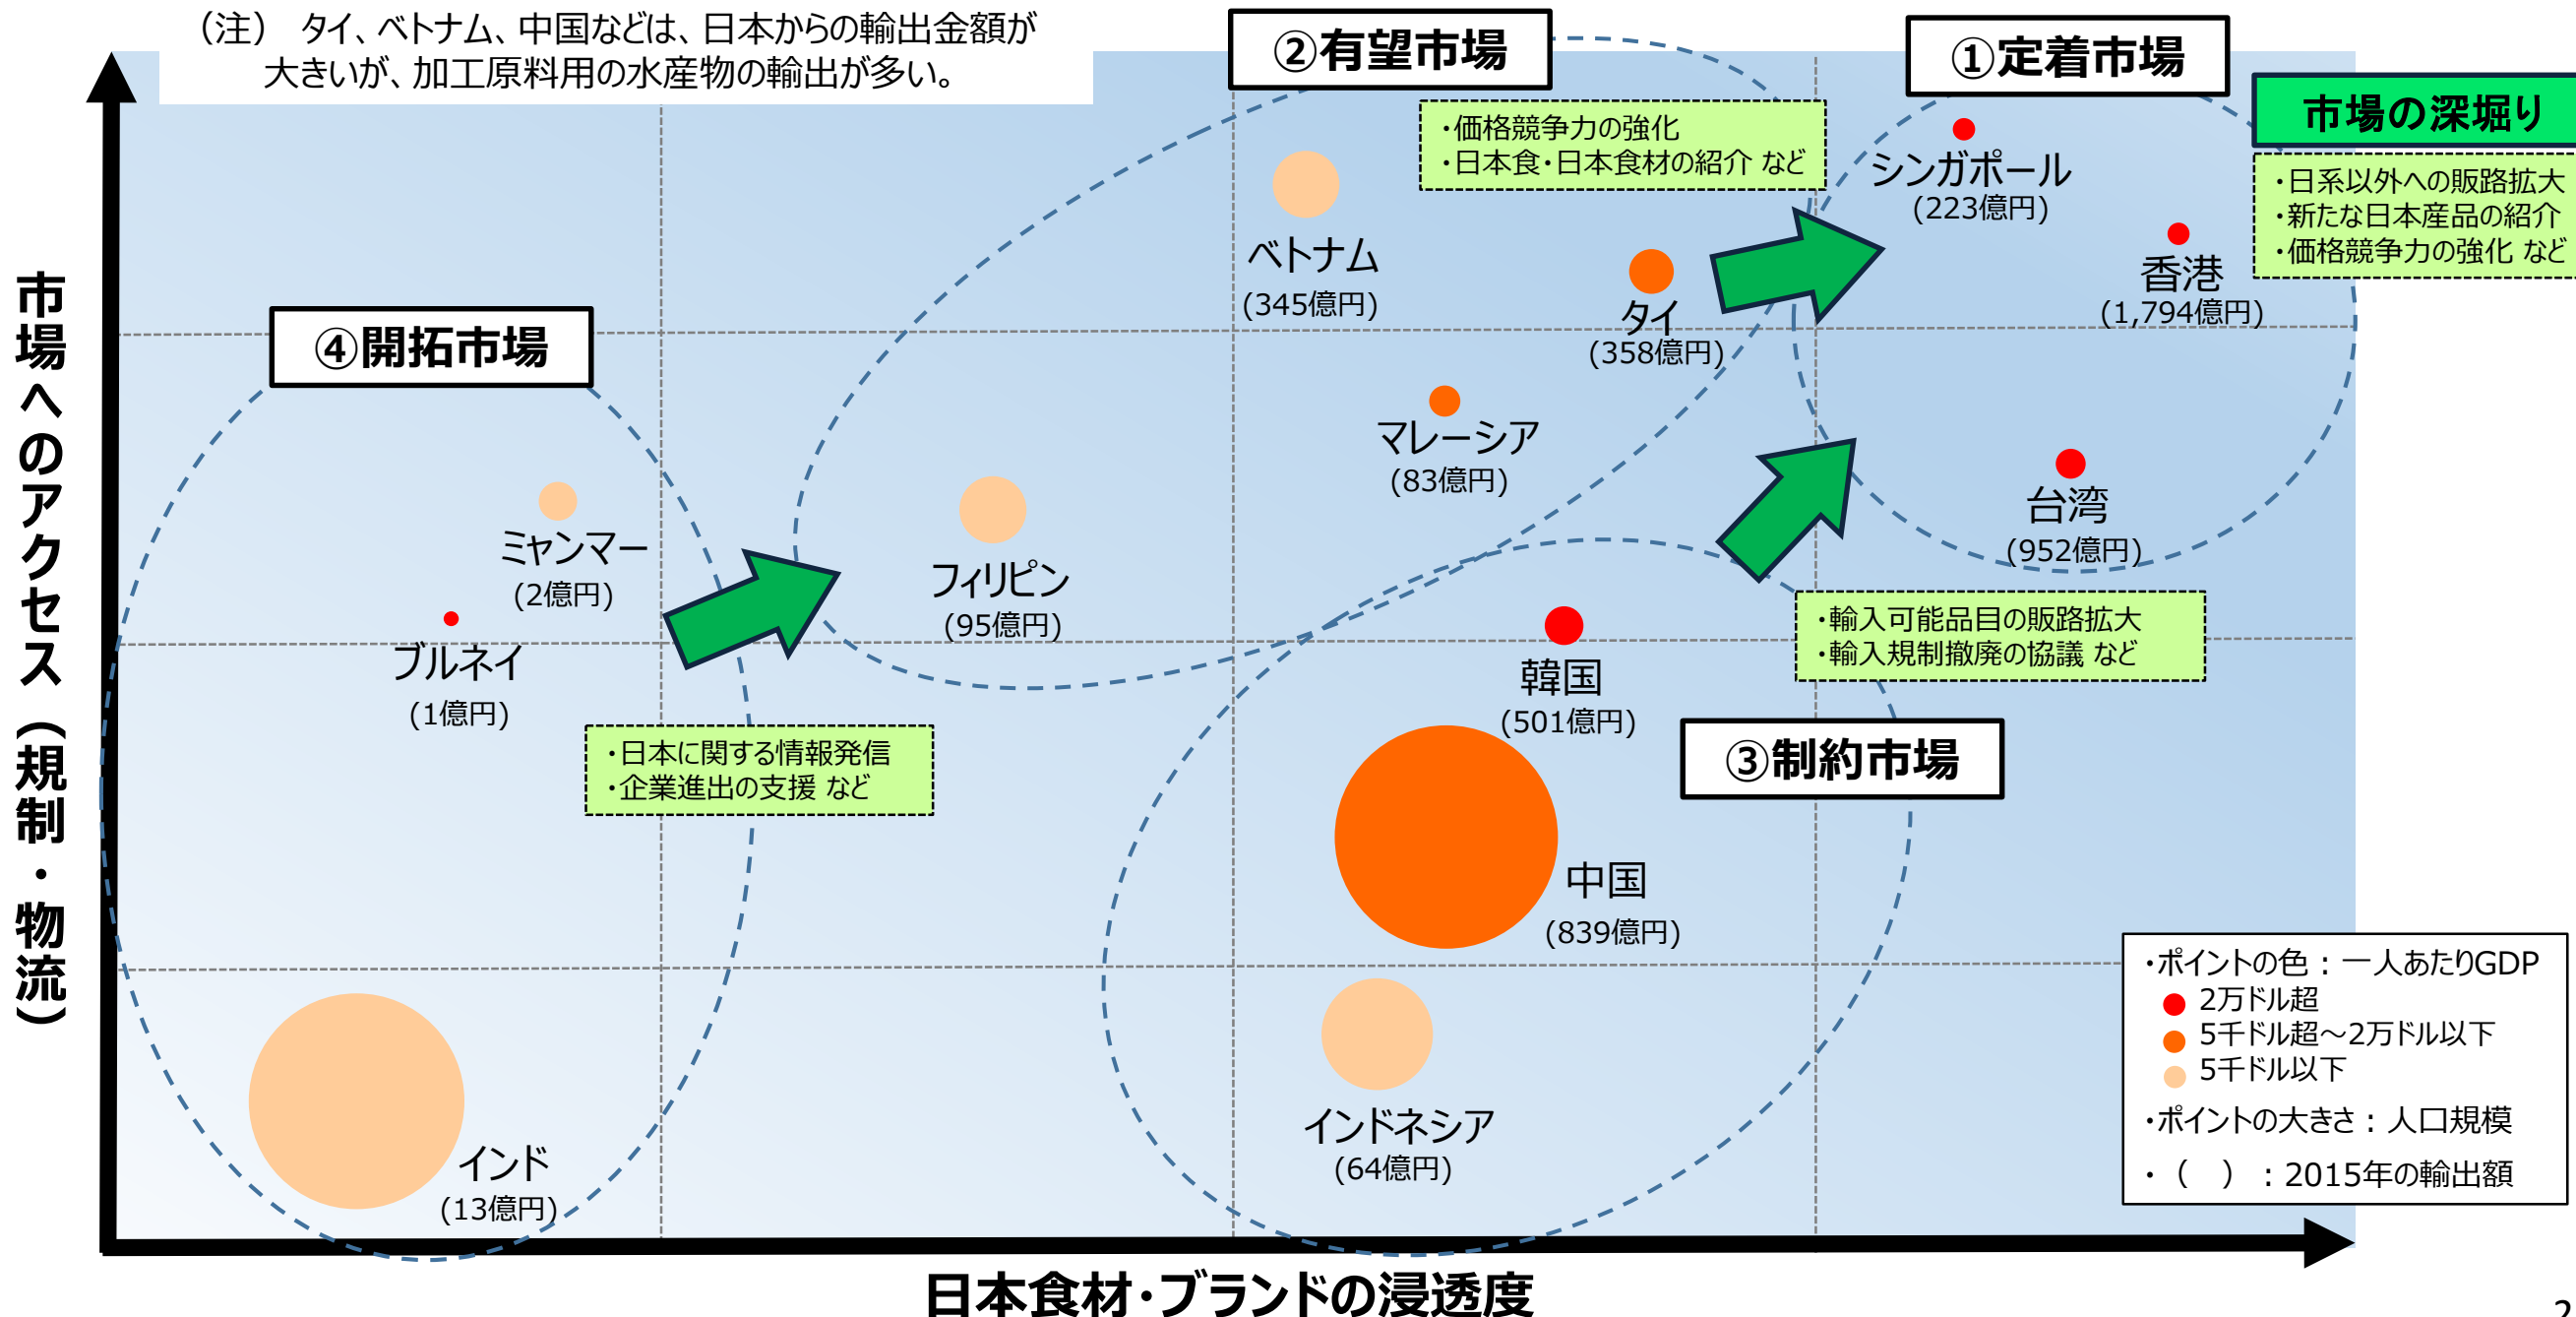 （注） タイ、ベトナム、中国などは、日本からの輸出金額が
大きいが、加工原料用の水産物の輸出が多い。
②有望市場
①定着市場
市場の深堀り
・価格競争力の強化
・日本食・日本食材の紹介 など
・日系以外への販路拡大
・新たな日本産品の紹介
・価格競争力の強化 など
シンガポール
(223億円)
香港
(1,794億円)
ベトナム
(345億円)
タイ
(358億円)
④開拓市場
マレーシア
(83億円)
台湾
(952億円)
ミャンマー
(2億円)
フィリピン
(95億円)
ブルネイ
(1億円)
・輸入可能品目の販路拡大
・輸入規制撤廃の協議 など
韓国
(501億円)
③制約市場
・日本に関する情報発信
・企業進出の支援 など
中国
(839億円)
インドネシア
(64億円)
インド
(13億円)
・ポイントの色：一人あたりGDP
2万ドル超
5千ドル超～2万ドル以下
5千ドル以下
・ポイントの大きさ：人口規模
・（ ）：2015年の輸出額
市場へのアクセス（規制・物流）
日本食材・ブランドの浸透度
2